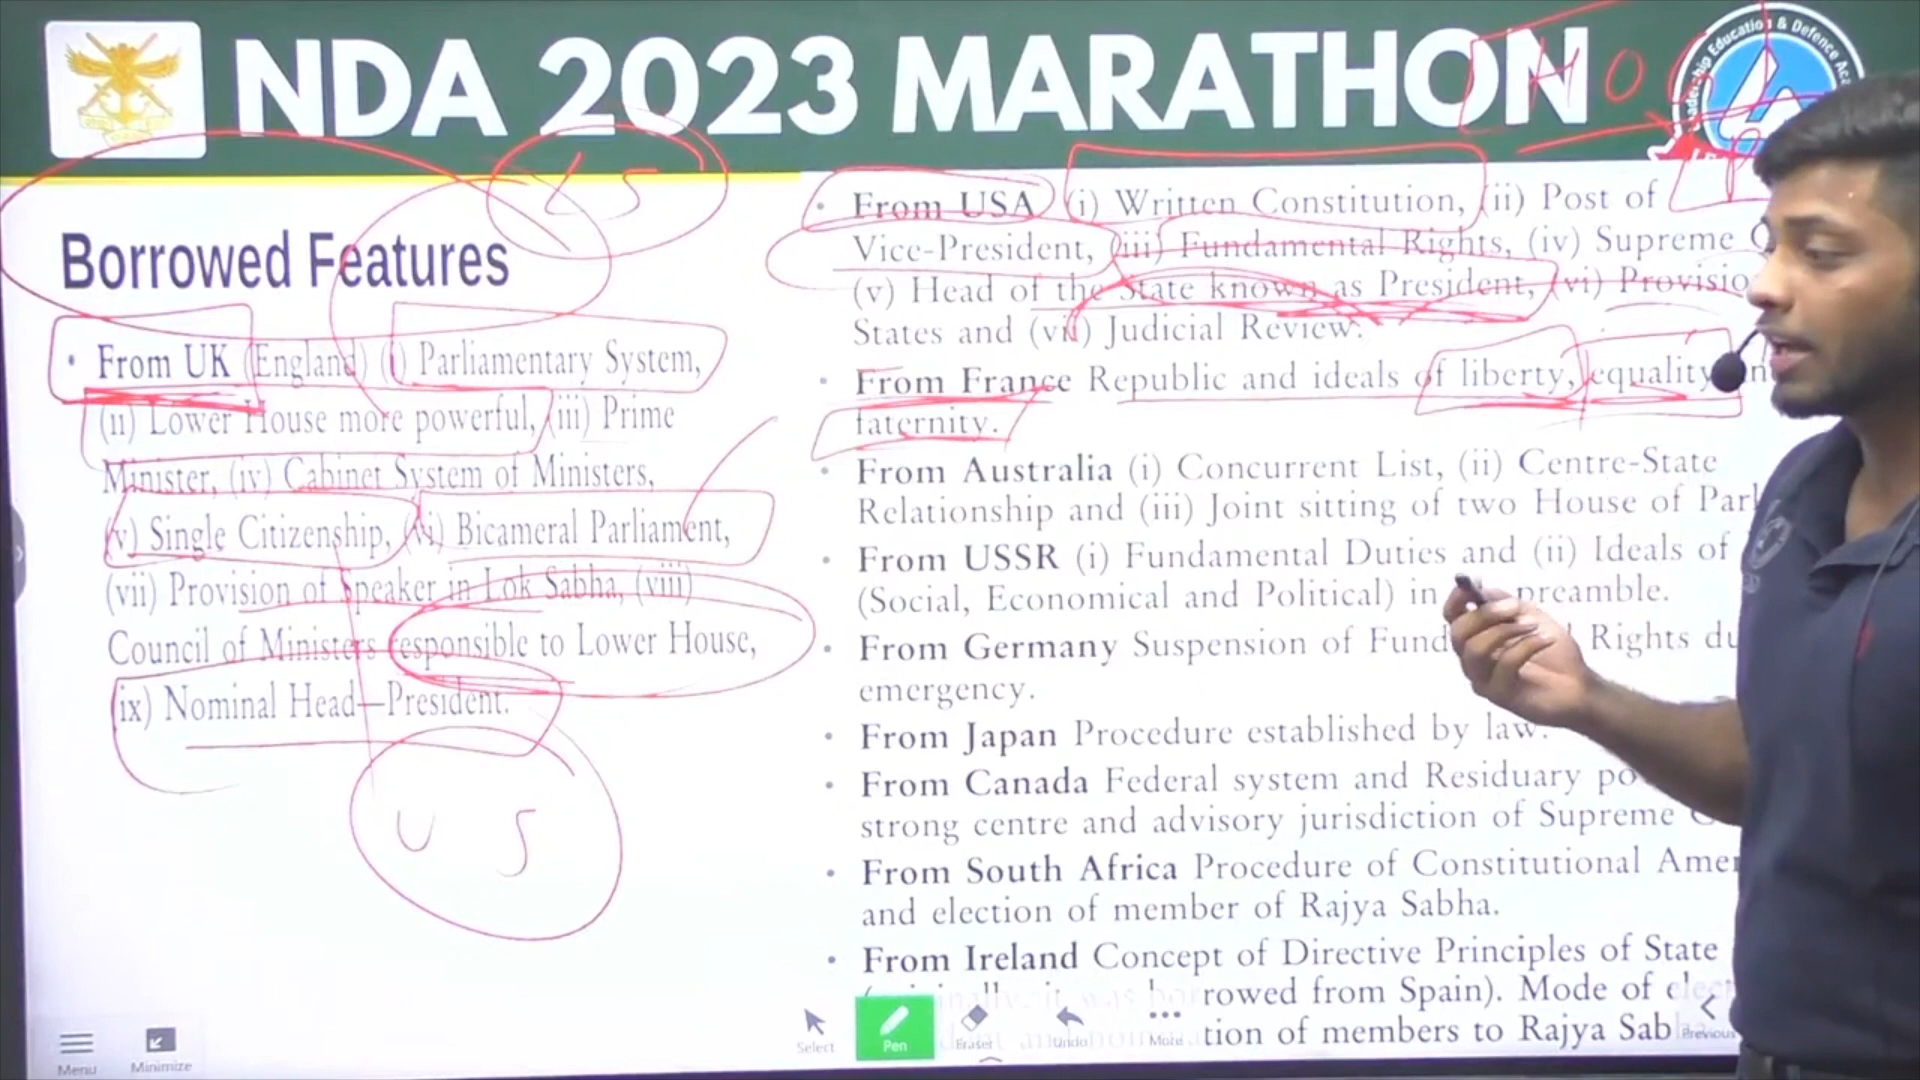 NDA 2023 MARATHON
Leadership Education & Defence Aca
H O
L S
Borrowed Features
• From UK (England) (i) Parliamentary System,
(ii) Lower House more powerful, (iii) Prime
Minister, (iv) Cabinet System of Ministers,
(v) Single Citizenship, (vi) Bicameral Parliament,
(vii) Provision of Speaker in Lok Sabha, (viii)
Council of Ministers responsible to Lower House,
ix) Nominal Head—President.
U S
• From USA (i) Written Constitution, (ii) Post of
Vice-President, (iii) Fundamental Rights, (iv) Supreme C
(v) Head of the State known as President, (vi) Provisio
States and (vii) Judicial Review.
• From France Republic and ideals of liberty, equality
faternity.
• From Australia (i) Concurrent List, (ii) Centre-State
Relationship and (iii) Joint sitting of two House of Parl
• From USSR (i) Fundamental Duties and (ii) Ideals of
(Social, Economical and Political) in preamble.
• From Germany Suspension of Fund Rights du
emergency.
• From Japan Procedure established by law.
• From Canada Federal system and Residuary po
strong centre and advisory jurisdiction of Supreme C
• From South Africa Procedure of Constitutional Amer
and election of member of Rajya Sabha.
• From Ireland Concept of Directive Principles of State
rowed from Spain). Mode of elect
tion of members to Rajya Sab
Menu
Minimize
Select
Pen
Eraser
Undo
More
Previous